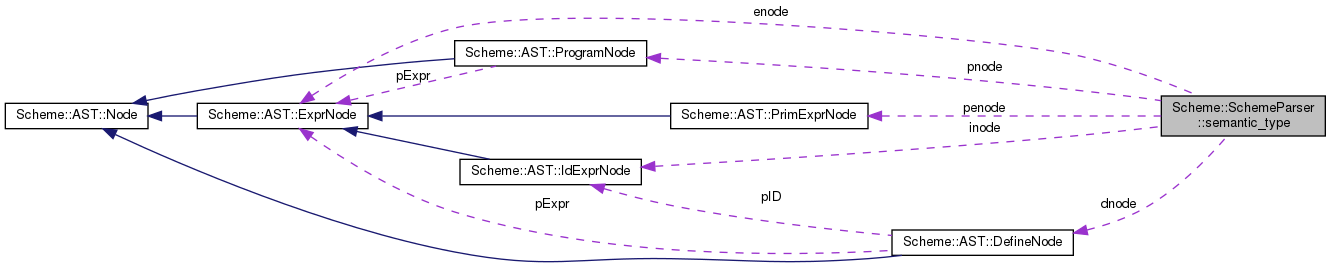 enode
Scheme::AST::ProgramNode
pnode
pExpr
Scheme::AST::Node
Scheme::AST::ExprNode
Scheme::AST::PrimExprNode
penode
Scheme::SchemeParser
::semantic_type
inode
Scheme::AST::IdExprNode
pID
pExpr
dnode
Scheme::AST::DefineNode